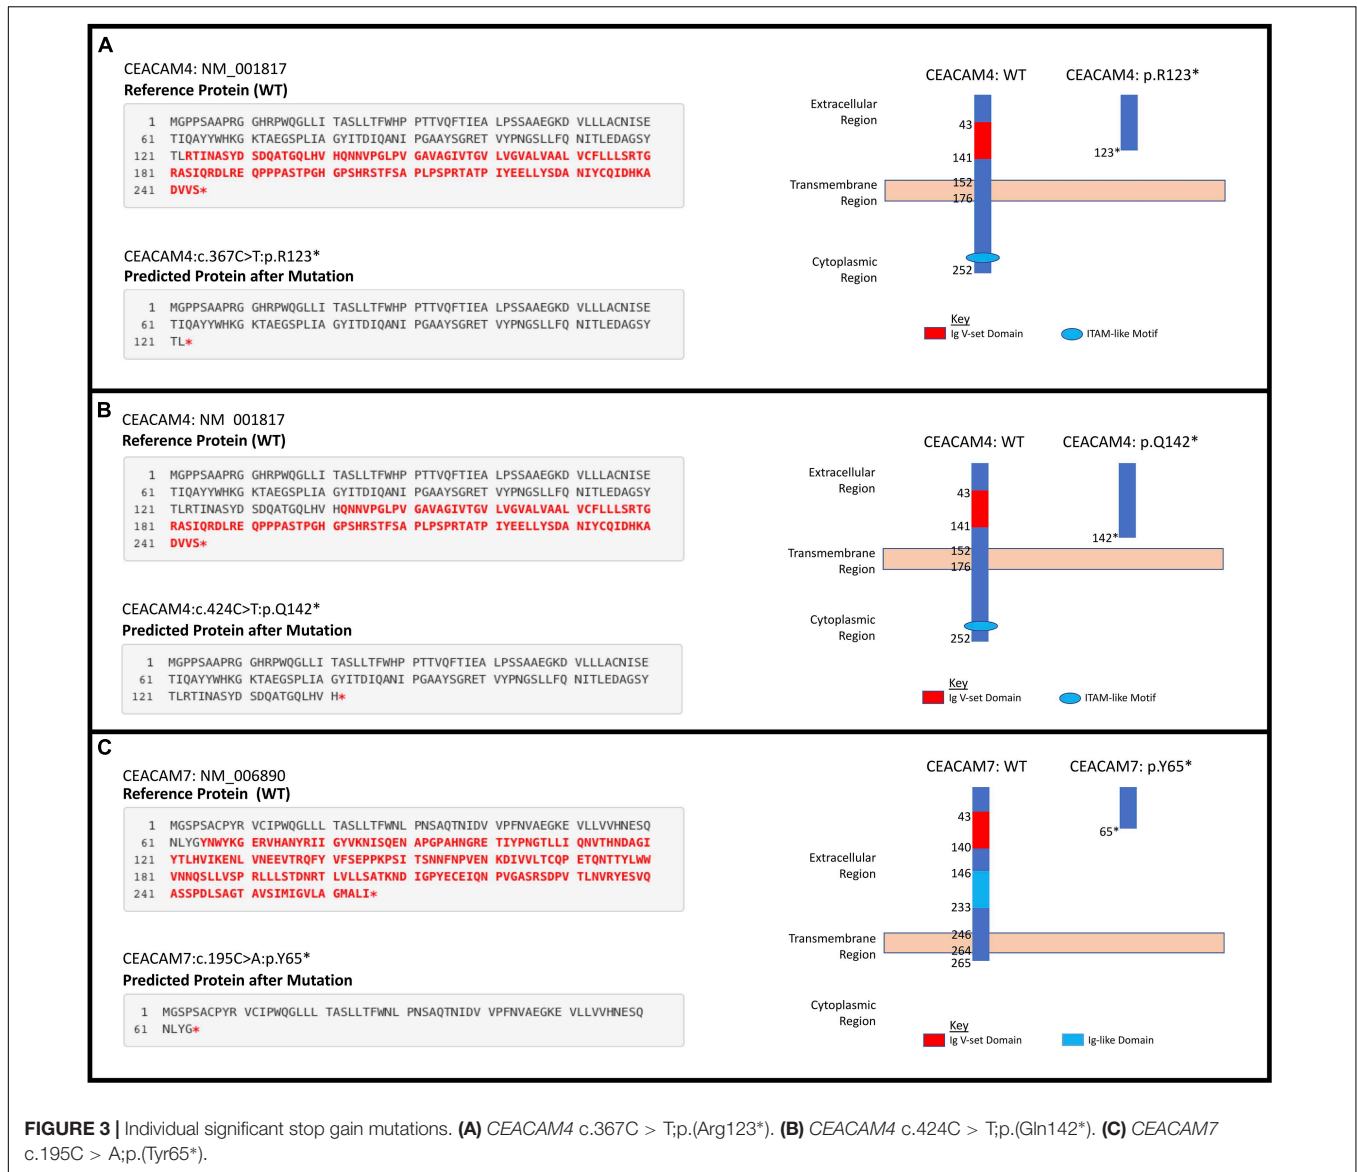 A
CEACAM4: NM_001817
Reference Protein (WT)
1 MGPPSAAPRG GHRPWQGLLI TASLLTFWHP PTTVQFTIEA LPSSAAEGKD VLLLACNISE
61 TIQAYYWHKG KTAEGSPLIA GYITDIQANI PGAAYSGRET VYPNGSLLFQ NITLEDAGSY
121 TLRTINASYD SDQATGQLHV HQNNVPGLPV GAVAGIVTGV LVGVALVAAL VCFLLLSRTG
181 RASIQRDLRE QPPPASTPGH GPSHRSTFSA PLPSPRTATP IYEELLYSDA NIYCQIDHKA
241 DVVS*
CEACAM4:c.367C>T:p.R123*
Predicted Protein after Mutation
1 MGPPSAAPRG GHRPWQGLLI TASLLTFWHP PTTVQFTIEA LPSSAAEGKD VLLLACNISE
61 TIQAYYWHKG KTAEGSPLIA GYITDIQANI PGAAYSGRET VYPNGSLLFQ NITLEDAGSY
121 TL*
CEACAM4: WT CEACAM4: p.R123*
Extracellular
Region
43
141
123*
Transmembrane
Region
152
176
Cytoplasmic
Region
252
Key
Ig V-set Domain ITAM-like Motif
B
CEACAM4: NM 001817
Reference Protein (WT)
1 MGPPSAAPRG GHRPWQGLLI TASLLTFWHP PTTVQFTIEA LPSSAAEGKD VLLLACNISE
61 TIQAYYWHKG KTAEGSPLIA GYITDIQANI PGAAYSGRET VYPNGSLLFQ NITLEDAGSY
121 TLRTINASYD SDQATGQLHV HQNNVPGLPV GAVAGIVTGV LVGVALVAAL VCFLLLSRTG
181 RASIQRDLRE QPPPASTPGH GPSHRSTFSA PLPSPRTATP IYEELLYSDA NIYCQIDHKA
241 DVVS*
CEACAM4:c.424C>T:p.Q142*
Predicted Protein after Mutation
1 MGPPSAAPRG GHRPWQGLLI TASLLTFWHP PTTVQFTIEA LPSSAAEGKD VLLLACNISE
61 TIQAYYWHKG KTAEGSPLIA GYITDIQANI PGAAYSGRET VYPNGSLLFQ NITLEDAGSY
121 TLRTINASYD SDQATGQLHV H*
CEACAM4: WT CEACAM4: p.Q142*
Extracellular
Region
43
141
142*
Transmembrane
Region
152
176
Cytoplasmic
Region
252
Key
Ig V-set Domain ITAM-like Motif
C
CEACAM7: NM_006890
Reference Protein (WT)
1 MGSPSACPYR VCIPWQGLLL TASLLTFWNL PNSAQTNIDV VPFNVAEGKE VLLVVHNESQ
61 NLYGYNWYKG ERVHANYRII GYVKNISQEN APGPAHNGRE TIYPNGTLLI QNVTHNDAGI
121 YTLHVIKENL VNEEVTRQFY VFSEPPKPSI TSNNFNPVEN KDIVVLTCQP ETQNTTYLWW
181 VNNQSLLVSP RLLLSTDNRT LVLLSATKND IGPYECEIQN PVGASRSDPV TLNVRYESVQ
241 ASSPDLSAGT AVSIMIGVLA GMALI*
CEACAM7:c.195C>A:p.Y65*
Predicted Protein after Mutation
1 MGSPSACPYR VCIPWQGLLL TASLLTFWNL PNSAQTNIDV VPFNVAEGKE VLLVVHNESQ
61 NLYG*
CEACAM7: WT CEACAM7: p.Y65*
43
65*
140
Extracellular
Region
146
233
Transmembrane
Region
246
264
265
Cytoplasmic
Region
Key
Ig V-set Domain Ig-like Domain
FIGURE 3 | Individual significant stop gain mutations. (A) CEACAM4 c.367C > T;p.(Arg123*). (B) CEACAM4 c.424C > T;p.(Gln142*). (C) CEACAM7
c.195C > A;p.(Tyr65*).